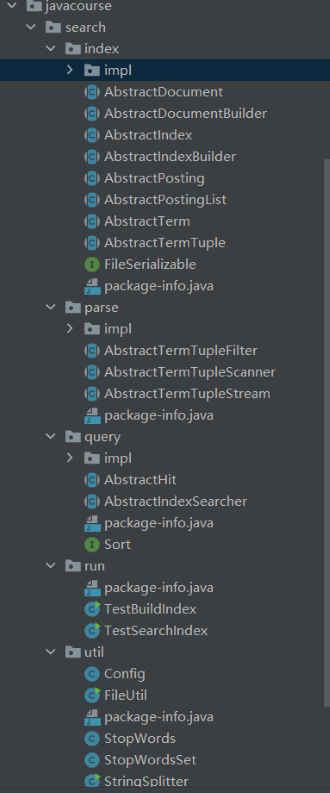 javacourse
search
index
impl
AbstractDocument
AbstractDocumentBuilder
AbstractIndex
AbstractIndexBuilder
AbstractPosting
AbstractPostingList
AbstractTerm
AbstractTermTuple
FileSerializable
package-info.java
parse
impl
AbstractTermTupleFilter
AbstractTermTupleScanner
AbstractTermTupleStream
package-info.java
query
impl
AbstractHit
AbstractIndexSearcher
package-info.java
Sort
run
package-info.java
TestBuildIndex
TestSearchIndex
util
Config
FileUtil
package-info.java
StopWords
StopWordsSet
StringSplitter